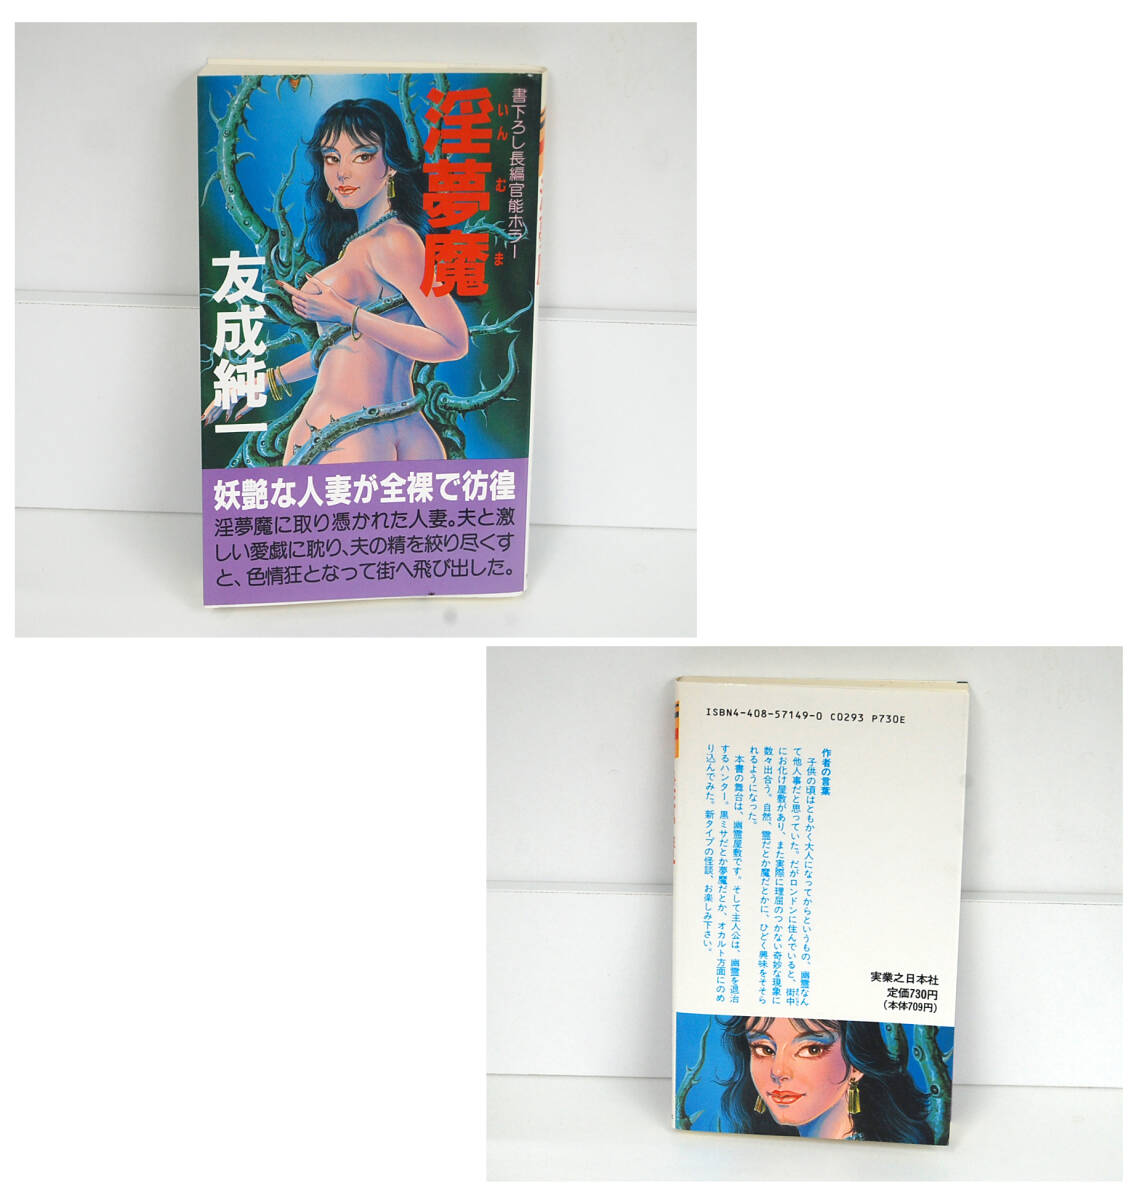 書下ろし長編官能ホラー
淫夢魔
いんむま
友成純一
妖艶な人妻が全裸で彷徨
淫夢魔に取り憑かれた人妻。夫と激
しい愛戯に耽り、夫の精を絞り尽くす
と、色情狂となって街へ飛び出した。
ISBN4-408-57149-0 C0293 P730E
作者の言葉
子供の頃はともかく大人になってからというもの、幽霊なん
て他人事だと思っていた。だがロンドンに住んでいると、街中
にお化け屋敷があり、また実際に理屈のつかない奇妙な現象に
数々出合う。自然、霊だとか魔だとかに、ひどく興味をそそら
れるようになった。
本書の舞台は、幽霊屋敷です。そして主人公は、幽霊を退治
するハンター。黒ミサだとか夢魔だとか、オカルト方面にのめ
り込んでみた。新タイプの怪談、お楽しみ下さい。
実業之日本社
定価730円
(本体709円)